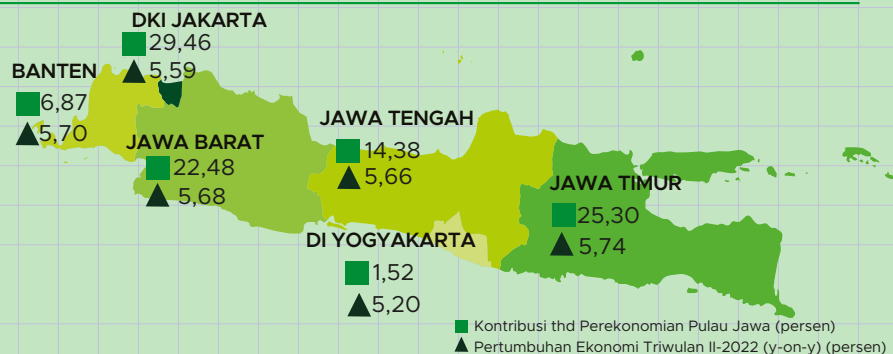 DKI JAKARTA
29,46
5,59
BANTEN
6,87
5,70
JAWA BARAT
22,48
5,68
JAWA TENGAH
14,38
5,66
JAWA TIMUR
25,30
5,74
DI YOGYAKARTA
1,52
5,20
Kontribusi thd Perekonomian Pulau Jawa (persen)
Pertumbuhan Ekonomi Triwulan II-2022 (y-on-y) (persen)